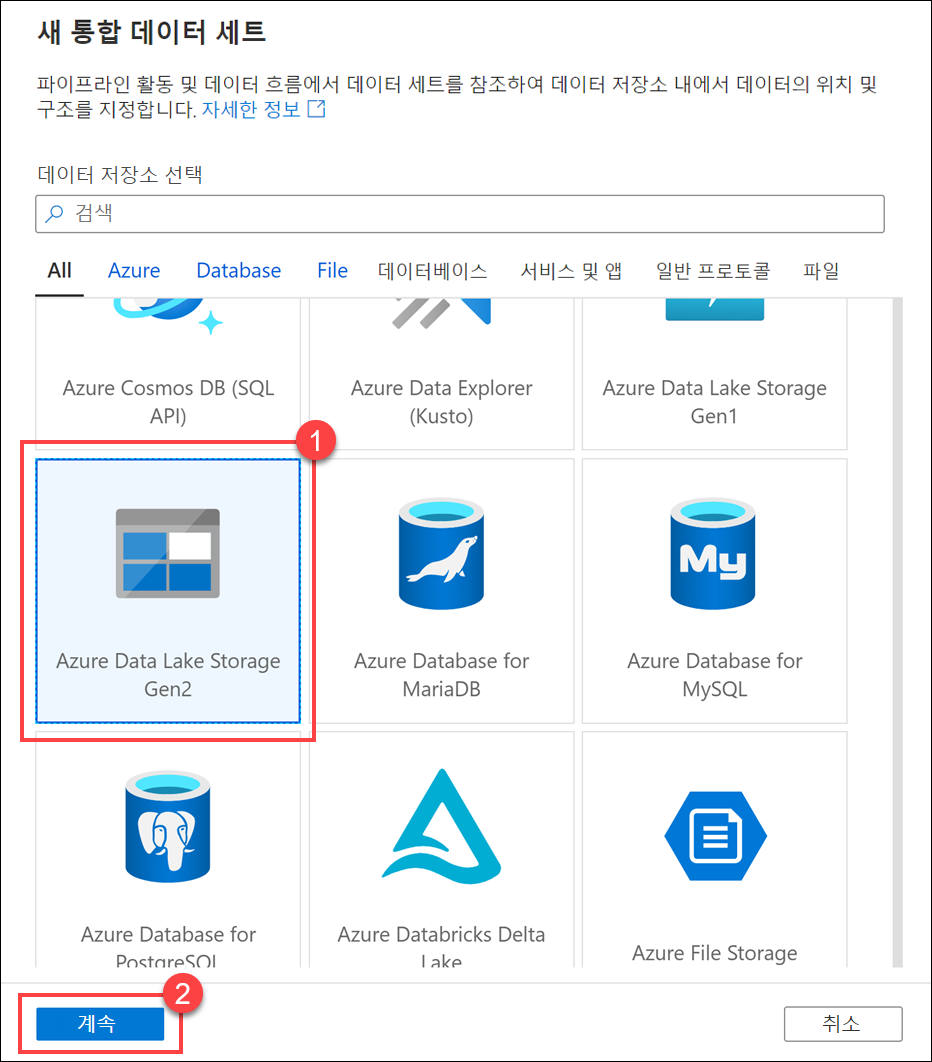 새 통합 데이터 세트
파이프라인 활동 및 데이터 흐름에서 데이터 세트를 참조하여 데이터 저장소 내에서 데이터의 위치 및
구조를 지정합니다. 자세한 정보
데이터 저장소 선택
검색
All Azure Database File 데이터베이스 서비스 및 앱 일반 프로토콜 파일
Azure Cosmos DB (SQL
API)
Azure Data Explorer
(Kusto)
Azure Data Lake Storage
Gen1
1
Azure Data Lake Storage
Gen2
Azure Database for
MariaDB
My
Azure Database for
MySQL
Azure Database for
PostgreSQL
Azure Databricks Delta
Lake
Azure File Storage
2
계속
취소